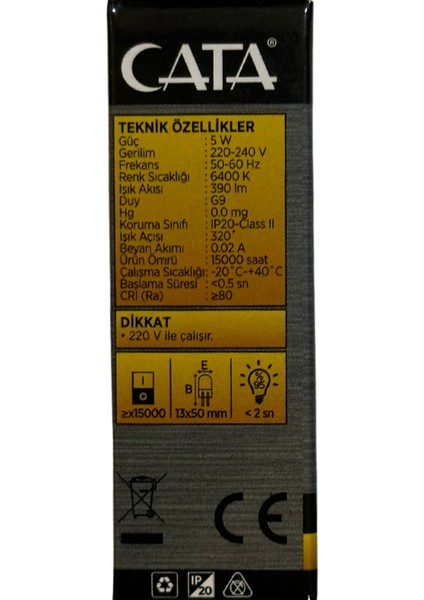 CATA®
TEKNİK ÖZELLİKLER
Güç : 5 W
Gerilim : 220-240 V
Frekans : 50-60 Hz
Renk Sıcaklığı : 6400 K
Işık Akısı : 390 lm
Duy : G9
Hg : 0.0 mg
Koruma Sınıfı : IP20-Class II
Işık Açısı : 320°
Beyan Akımı : 0.02 A
Ürün Ömrü : 15000 saat
Çalışma Sıcaklığı: -20°C-+40°C
Başlama Süresi : <0.5 sn
CRI (Ra) : ≥80
DİKKAT
• 220 V ile çalışır.
I O
E
B
% 95
≥x15000 13x50 mm < 2 sn
CE
IP 20